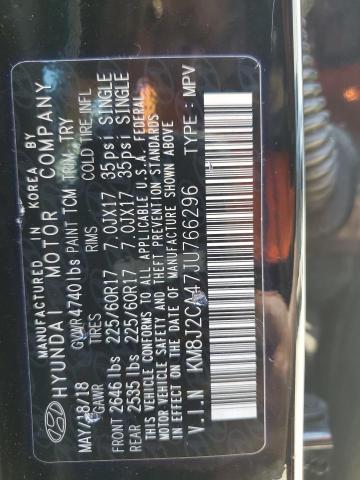 MANUFACTURED IN KOREA BY
HYUNDAI MOTOR COMPANY
MAY/18/18 GVWR 4740lbs PAINT TCM TRIM TRY
GAWR TIRES RIMS COLD TIRE INFL
FRONT 2646 lbs 225/60R17 7.0JX17 35psi SINGLE
REAR 2535 lbs 225/60R17 7.0JX17 35psi SINGLE
THIS VEHICLE CONFORMS TO ALL APPLICABLE U.S.A. FEDERAL
MOTOR VEHICLE SAFETY AND THEFT PREVENTION STANDARDS
IN EFFECT ON THE DATE OF MANUFACTURE SHOWN ABOVE
V.I.N : TYPE : MPV